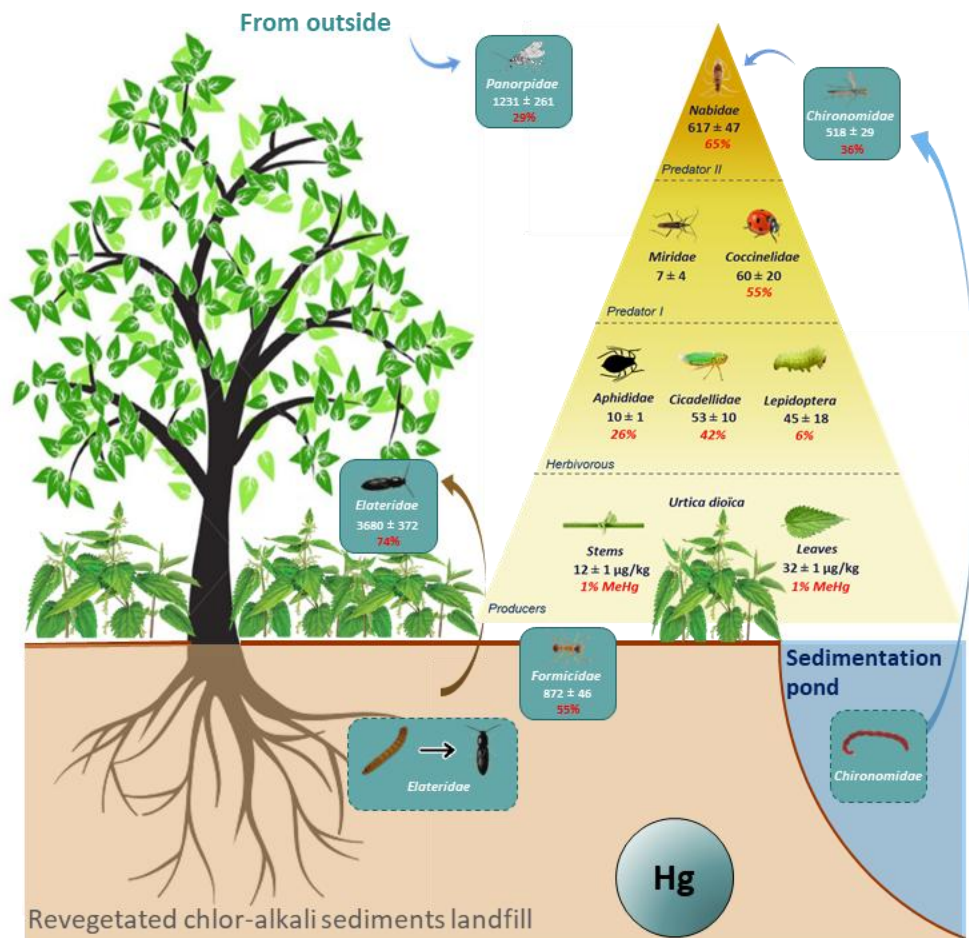 From outside
Panorpidae
1231 ± 261
29%
Nabidae
617 ± 47
65%
Predator II
Chironomidae
518 ± 29
36%
Miridae
7 ± 4
Coccinelidae
60 ± 20
55%
Predator I
Aphididae
10 ± 1
26%
Cicadellidae
53 ± 10
42%
Lepidoptera
45 ± 18
6%
Herbivorous
Elateridae
3680 ± 372
74%
Urtica dioïca
Stems
12 ± 1 µg/kg
1% MeHg
Leaves
32 ± 1 µg/kg
1% MeHg
Producers
Formicidae
872 ± 46
55%
Sedimentation
pond
Elateridae
Chironomidae
Hg
Revegetated chlor-alkali sediments landfill